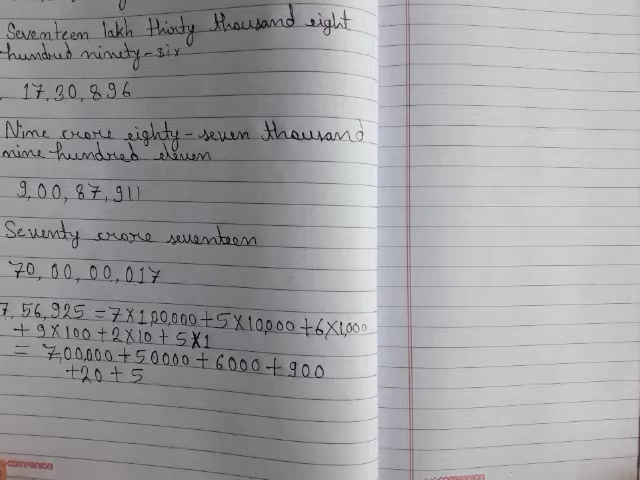 Seventeen lakh thirty thousand eight
hundred ninety-six
17,30,896
Nine crore eighty-seven thousand
nine hundred eleven
9,00,87,911
Seventy crore seventeen
70,00,00,017
7,56,925 = 7×1,00,000 + 5×10,000 + 6×1,000
+ 9×100 + 2×10 + 5×1
= 7,00,000 + 50000 + 6000 + 900
+20 + 5
companion
companion